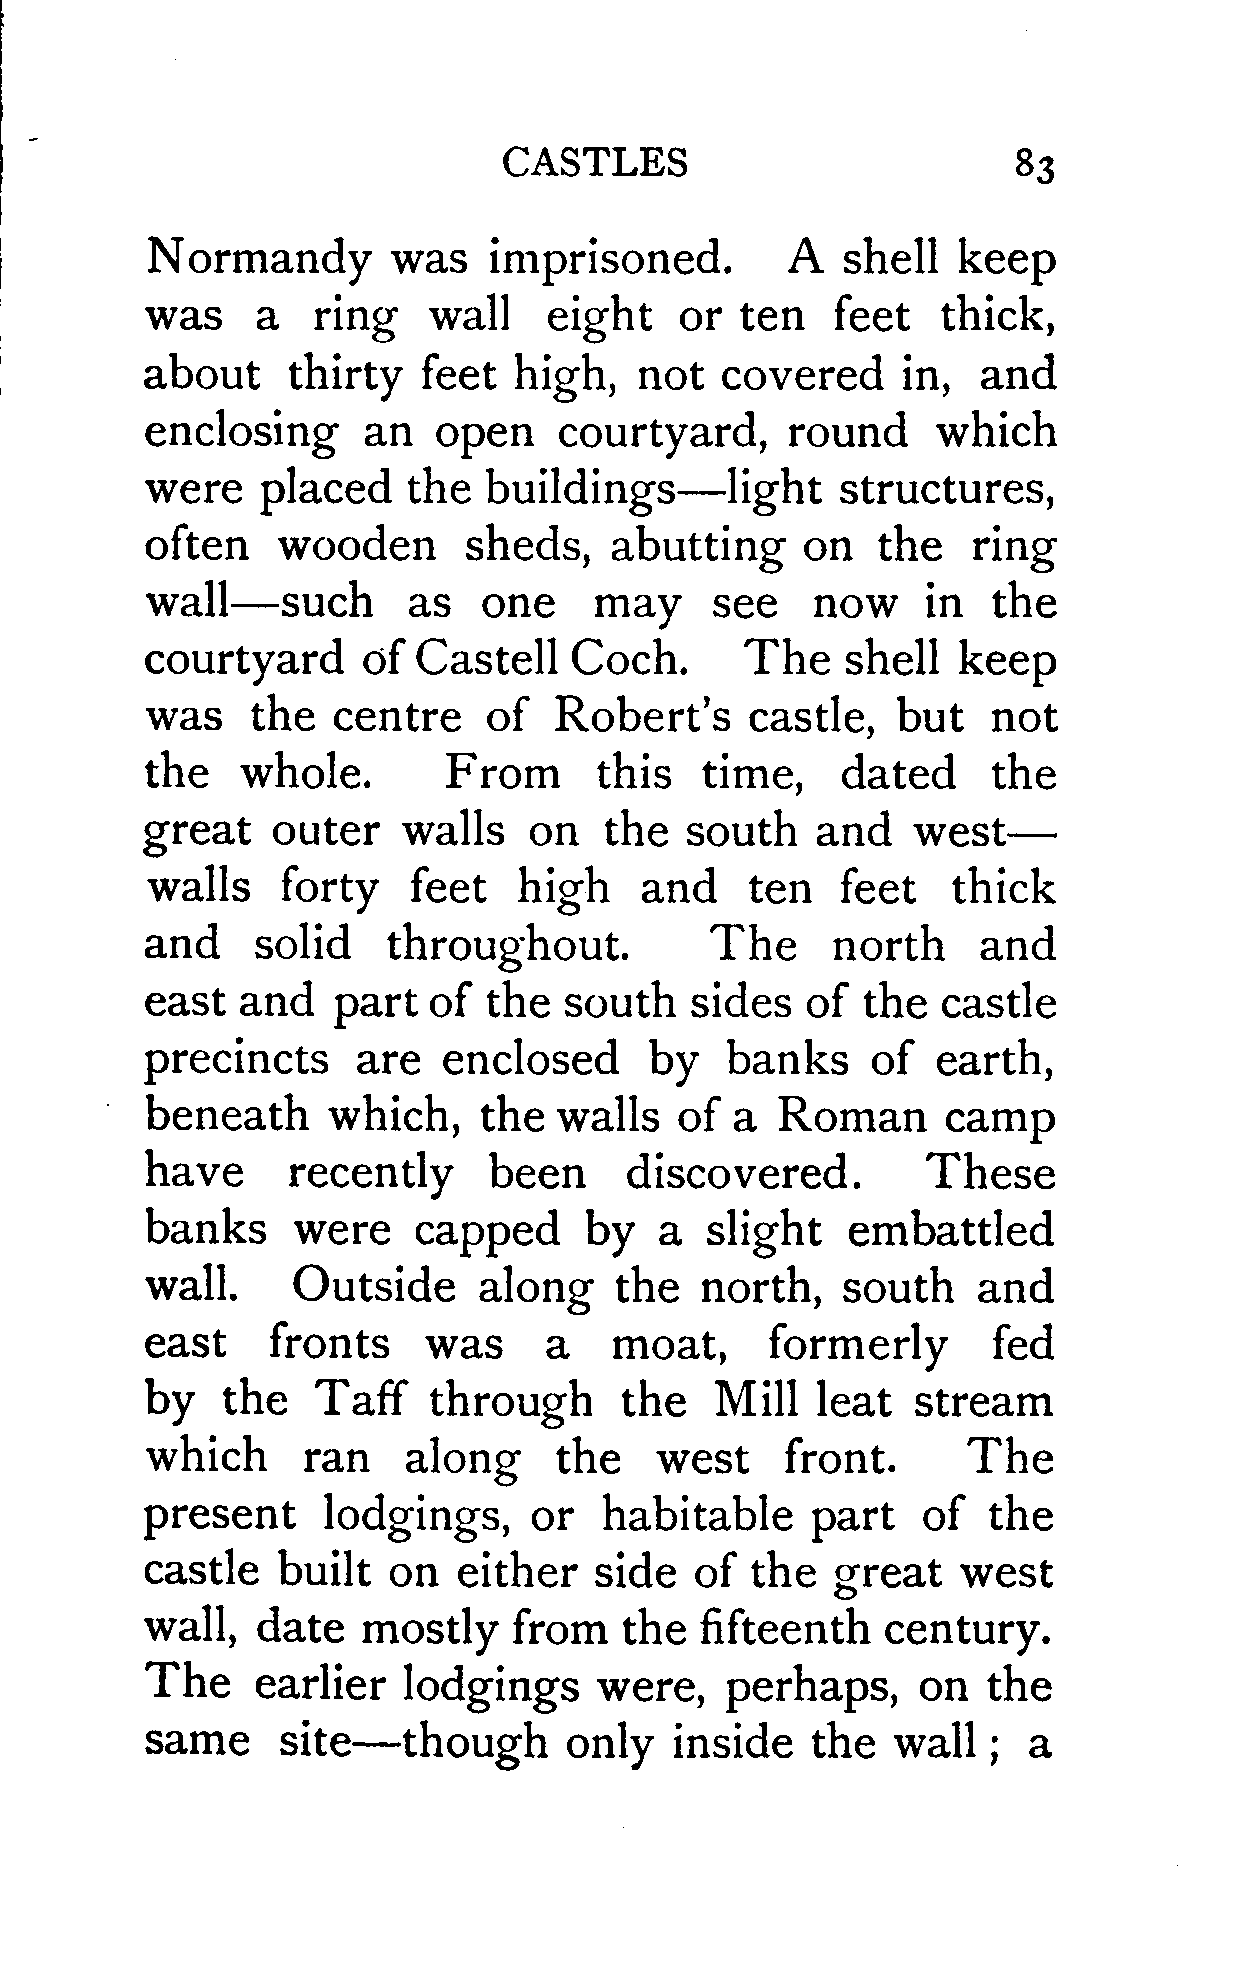 CASTLES 83
Normandy was imprisoned. A shell keep
was a ring wall eight or ten feet thick,
about thirty feet high, not covered in, and
enclosing an open courtyard, round which
were placed the buildings—light structures,
often wooden sheds, abutting on the ring
wall—such as one may see now in the
courtyard of Castell Coch. The shell keep
was the centre of Robert's castle, but not
the whole. From this time, dated the
great outer walls on the south and west—
walls forty feet high and ten feet thick
and solid throughout. The north and
east and part of the south sides of the castle
precincts are enclosed by banks of earth,
beneath which, the walls of a Roman camp
have recently been discovered. These
banks were capped by a slight embattled
wall. Outside along the north, south and
east fronts was a moat, formerly fed
by the Taff through the Mill leat stream
which ran along the west front. The
present lodgings, or habitable part of the
castle built on either side of the great west
wall, date mostly from the fifteenth century.
The earlier lodgings were, perhaps, on the
same site—though only inside the wall ; a